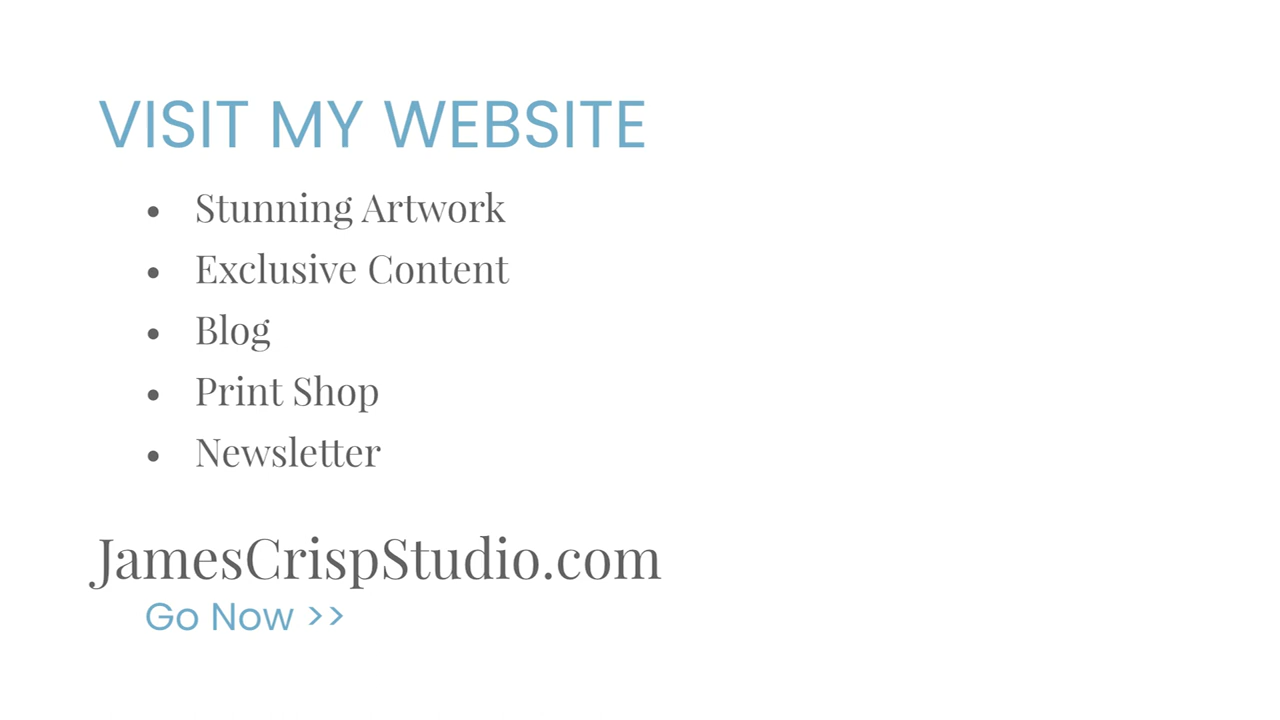 VISIT MY WEBSITE
• Stunning Artwork
• Exclusive Content
• Blog
• Print Shop
• Newsletter
JamesCrispStudio.com
Go Now >>